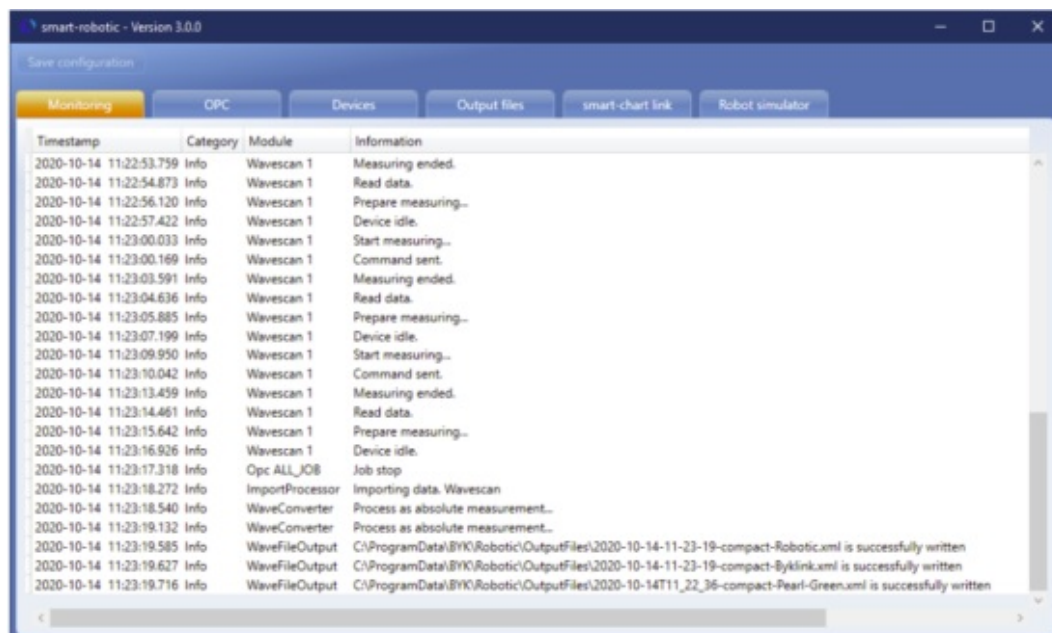 smart-robotic - Version 3.0.0
Save configuration
Monitoring OPC Devices Output files smart-chart link Robot simulator
Timestamp Category Module Information
2020-10-14 11:22:53.759 Info Wavescan 1 Measuring ended.
2020-10-14 11:22:54.873 Info Wavescan 1 Read data.
2020-10-14 11:22:56.120 Info Wavescan 1 Prepare measuring...
2020-10-14 11:22:57.422 Info Wavescan 1 Device idle.
2020-10-14 11:23:00.033 Info Wavescan 1 Start measuring...
2020-10-14 11:23:00.169 Info Wavescan 1 Command sent.
2020-10-14 11:23:03.591 Info Wavescan 1 Measuring ended.
2020-10-14 11:23:04.636 Info Wavescan 1 Read data.
2020-10-14 11:23:05.885 Info Wavescan 1 Prepare measuring...
2020-10-14 11:23:07.199 Info Wavescan 1 Device idle.
2020-10-14 11:23:09.950 Info Wavescan 1 Start measuring...
2020-10-14 11:23:10.042 Info Wavescan 1 Command sent.
2020-10-14 11:23:13.459 Info Wavescan 1 Measuring ended.
2020-10-14 11:23:14.461 Info Wavescan 1 Read data.
2020-10-14 11:23:15.642 Info Wavescan 1 Prepare measuring...
2020-10-14 11:23:16.926 Info Wavescan 1 Device idle.
2020-10-14 11:23:17.318 Info Opc ALL_JOB Job stop
2020-10-14 11:23:18.272 Info ImportProcessor Importing data. Wavescan
2020-10-14 11:23:18.540 Info WaveConverter Process as absolute measurement...
2020-10-14 11:23:19.132 Info WaveConverter Process as absolute measurement...
2020-10-14 11:23:19.585 Info WaveFileOutput C:\ProgramData\BYK\Robotic\OutputFiles\2020-10-14-11-23-19-compact-Robotic.xml is successfully written
2020-10-14 11:23:19.627 Info WaveFileOutput C:\ProgramData\BYK\Robotic\OutputFiles\2020-10-14-11-23-19-compact-Byklink.xml is successfully written
2020-10-14 11:23:19.716 Info WaveFileOutput C:\ProgramData\BYK\Robotic\OutputFiles\2020-10-14T11_22_36-compact-Pearl-Green.xml is successfully written